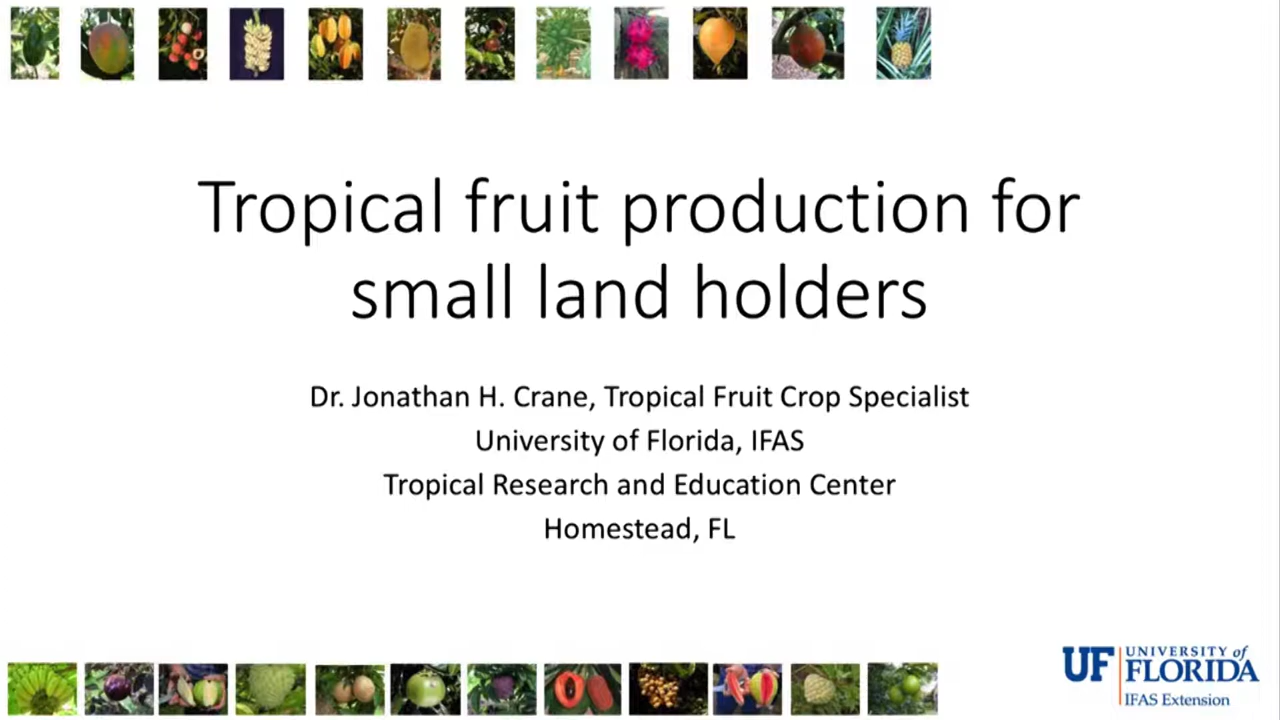 Tropical fruit production for
small land holders
Dr. Jonathan H. Crane, Tropical Fruit Crop Specialist
University of Florida, IFAS
Tropical Research and Education Center
Homestead, FL
UF UNIVERSITY of
FLORIDA
IFAS Extension